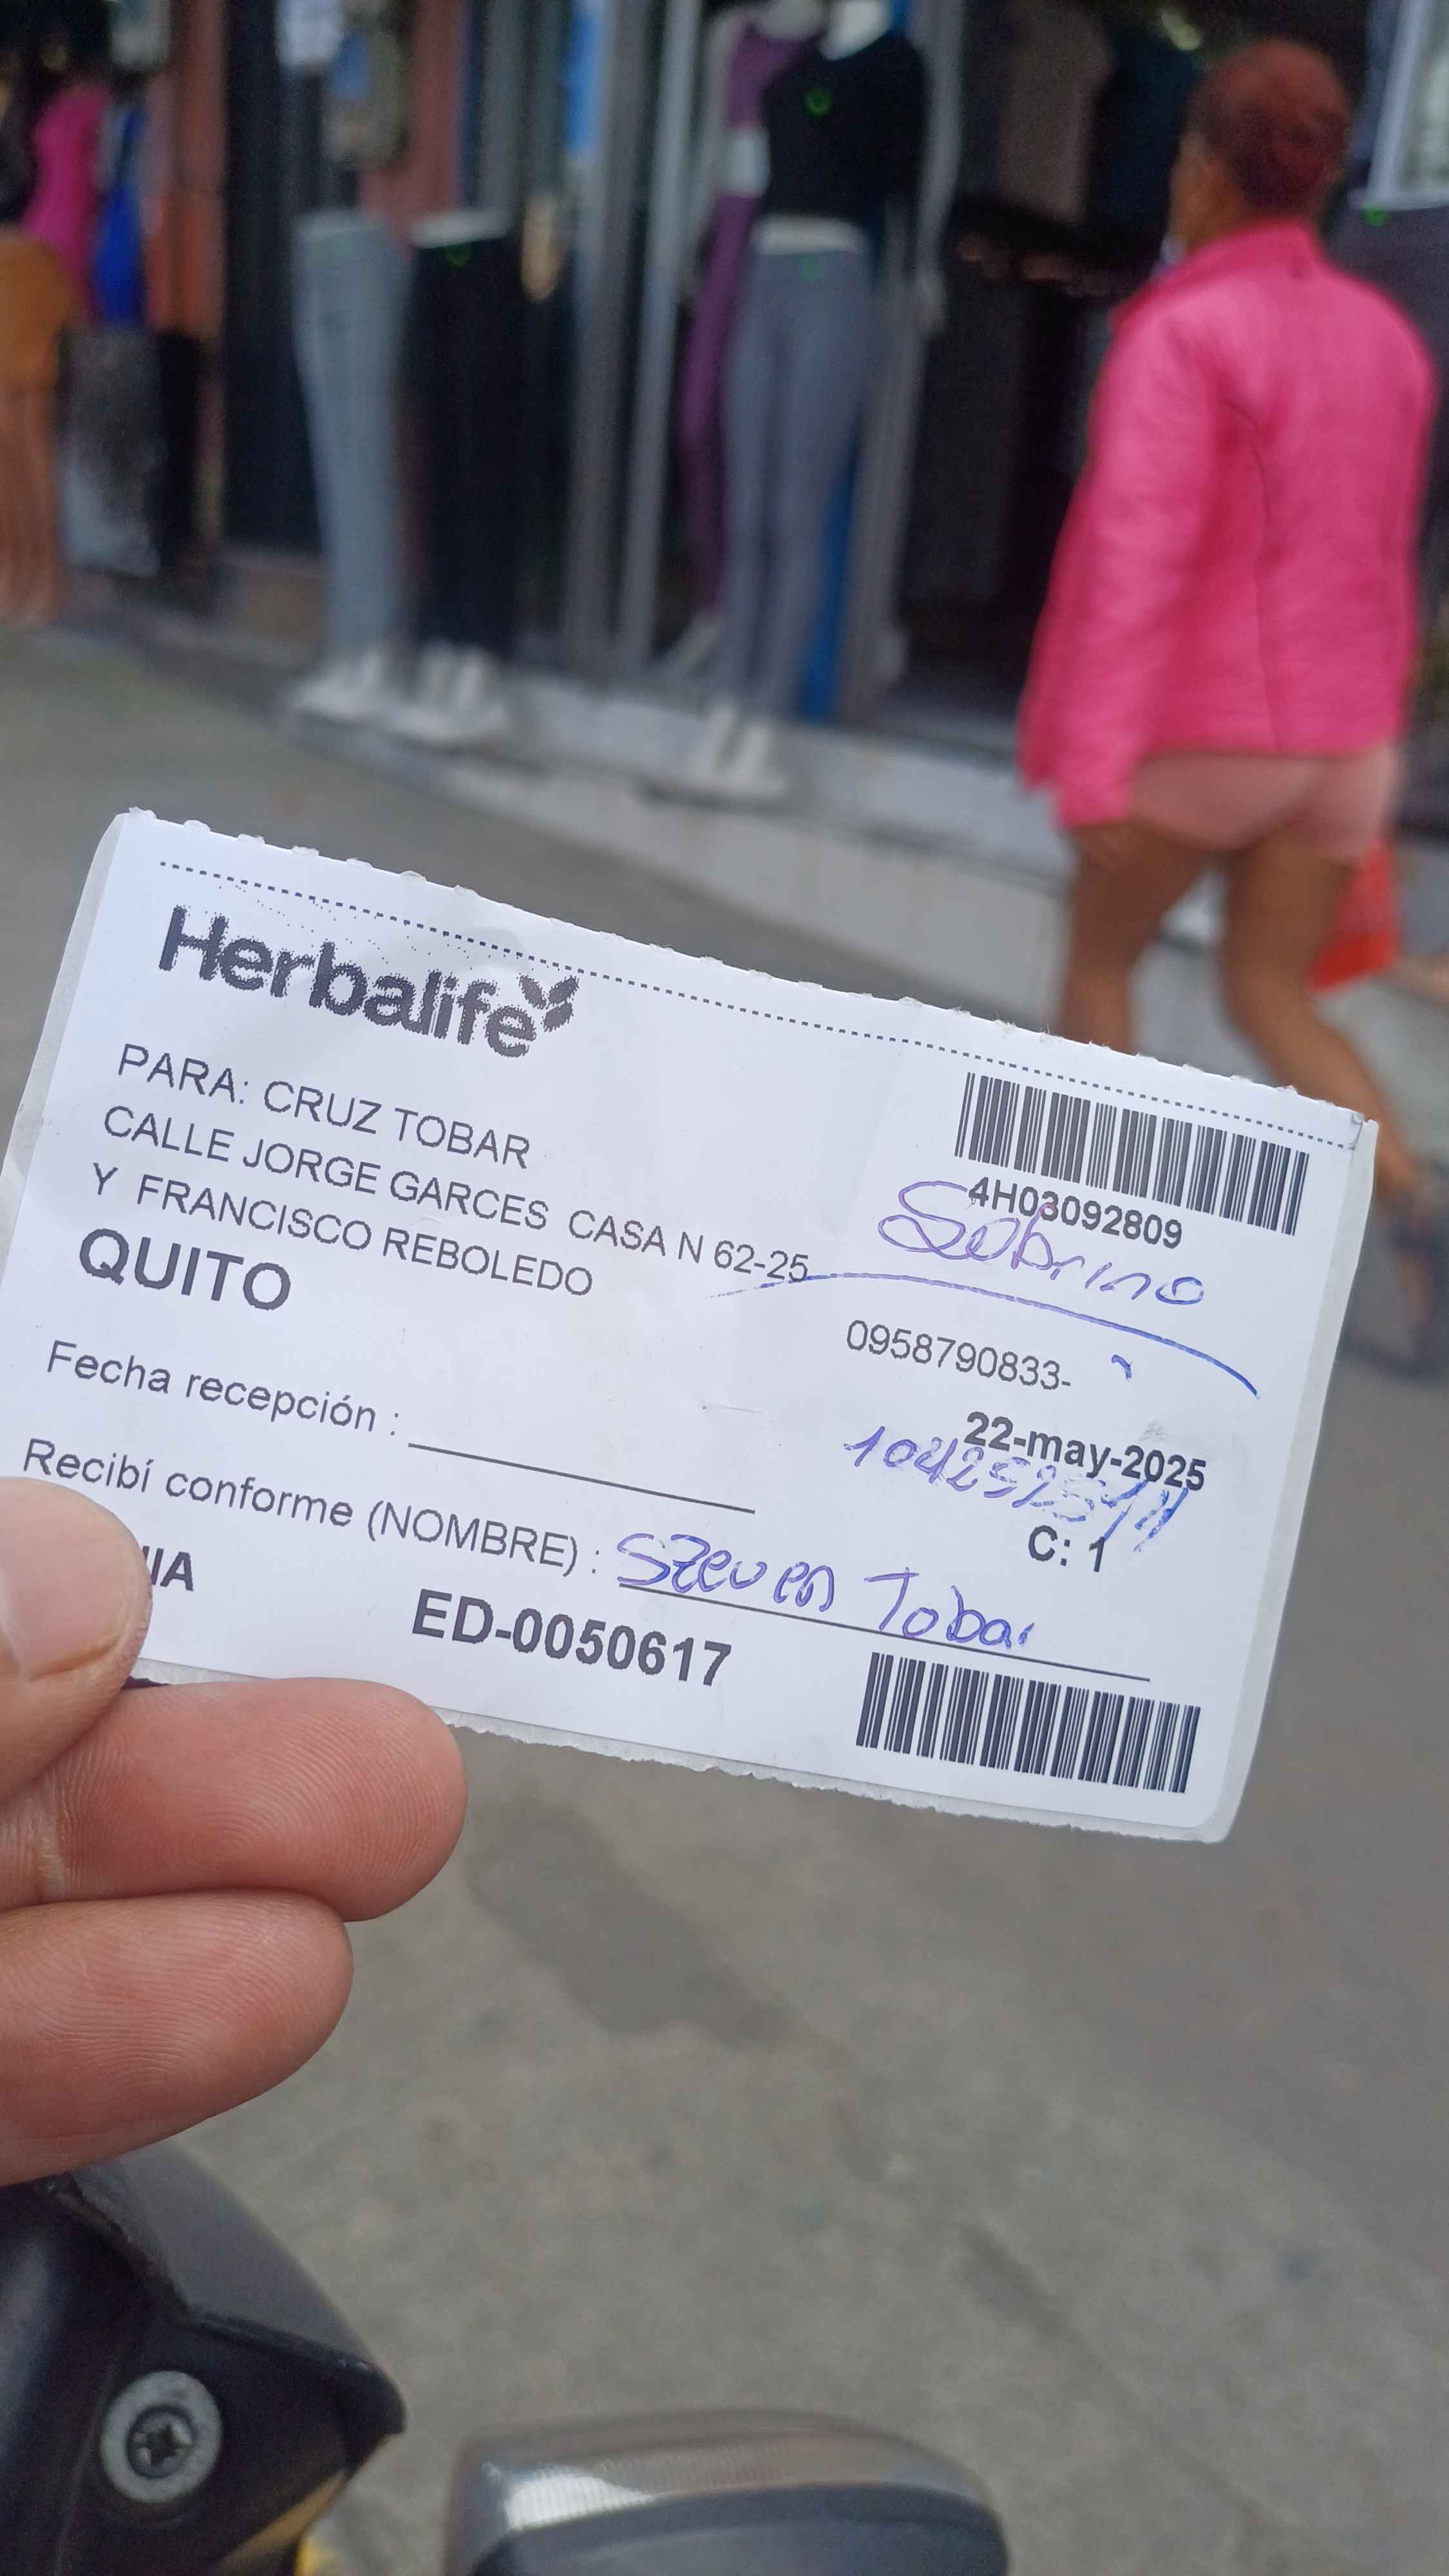 Herbalife
PARA: CRUZ TOBAR
CALLE JORGE GARCES CASA N 62-25
Y FRANCISCO REBOLEDO
QUITO
4H03092809
Sobrino
0958790833-
22-may-2025
C: 1
Fecha recepción :
Recibí conforme (NOMBRE) : Steven Tobar
ED-0050617